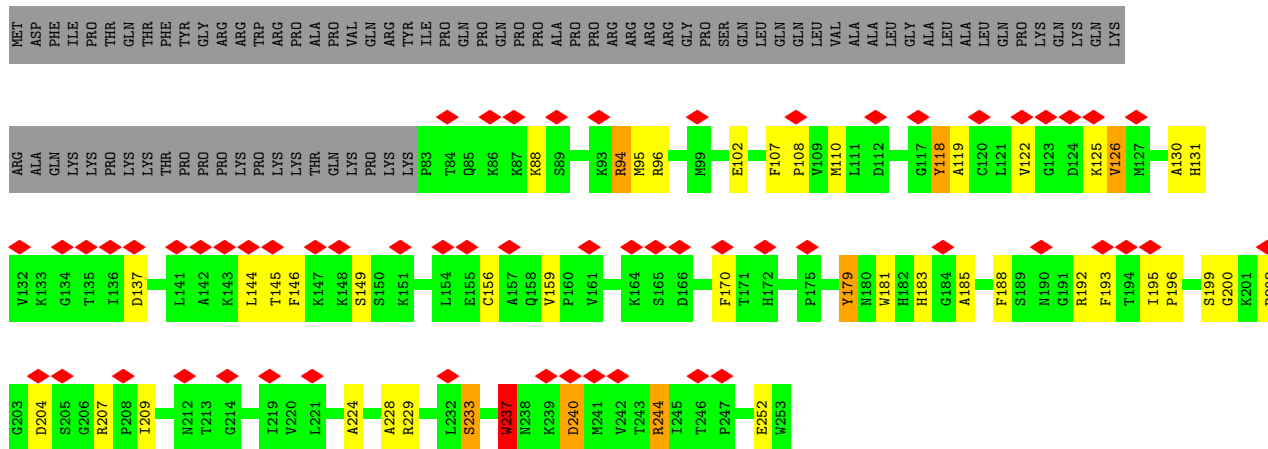 MET ASP PHE ILE PRO THR GLN THR PHE TYR GLY ARG ARG TRP ARG PRO ALA PRO VAL GLN ARG TYR ILE PRO GLN PRO GLN PRO PRO ALA PRO PRO ARG ARG ARG ARG GLY PRO SER GLN LEU GLN GLN LEU VAL ALA ALA LEU GLY ALA LEU ALA LEU GLN PRO LYS GLN LYS GLN LYS
ARG ALA GLN LYS LYS PRO LYS LYS THR PRO PRO PRO LYS PRO LYS LYS THR GLN LYS PRO LYS LYS P83 T84 Q85 K86 K87 K88 S89 K93 R94 M95 R96 M99 E102 F107 P108 V109 M110 L111 D112 G117 Y118 A119 C120 L121 V122 G123 D124 K125 V126 M127 A130 H131
V132 K133 G134 T135 I136 D137 L141 A142 K143 L144 T145 F146 K147 K148 S149 S150 K151 L154 E155 C156 A157 Q158 V159 P160 V161 K164 S165 D166 F170 T171 H172 P175 Y179 N180 W181 H182 H183 G184 A185 F188 S189 N190 G191 R192 F193 T194 I195 P196 S199 G200 K201
G203 D204 S205 G206 R207 P208 I209 N212 T213 G214 I219 V220 L221 A224 A228 R229 L232 S233 W237 N238 K239 D240 M241 V242 T243 R244 I245 T246 P247 E252 W253